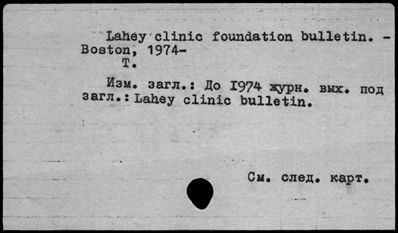 Lahey clinic foundation bulletin. -
Boston, 1974-
Т.
Изм. загл.: До 1974 журн. вых. под
загл.: Lahey clinic bulletin.
См. след. карт.